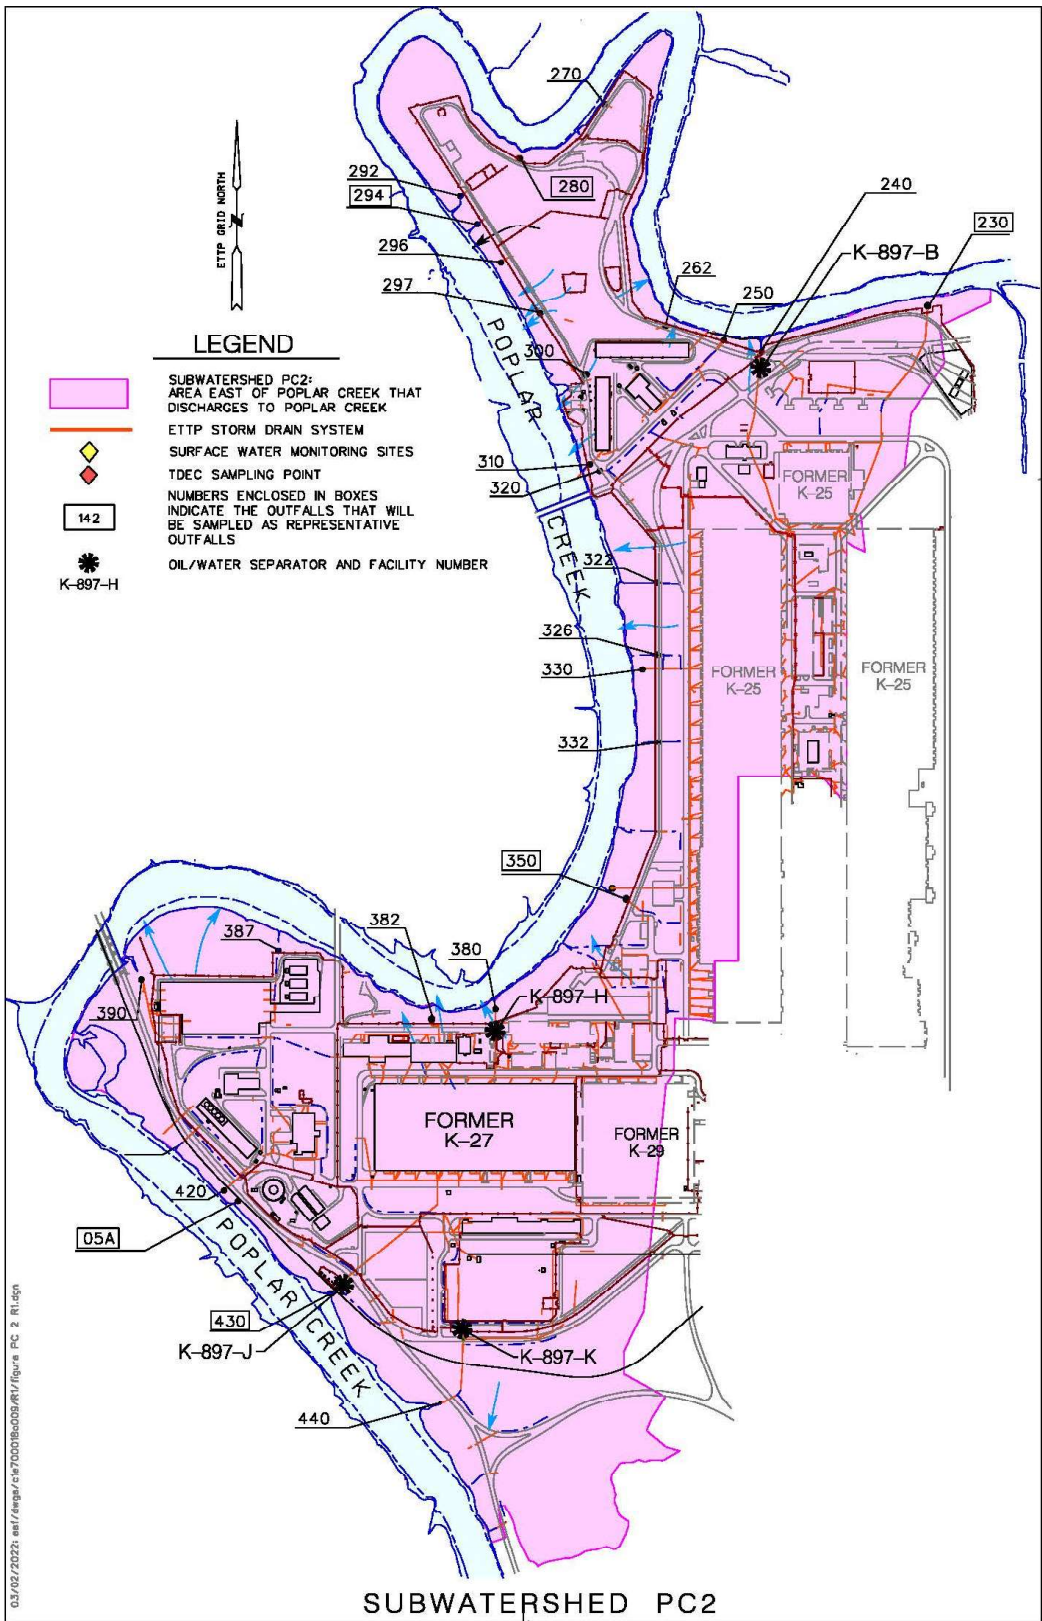 270
292
280
294
240
ETTP GRID NORTH
N
296
230
K-897-B
297
262
250
POPLAR
LEGEND
300
SUBWATERSHED PC2:
AREA EAST OF POPLAR CREEK THAT
DISCHARGES TO POPLAR CREEK
ETTP STORM DRAIN SYSTEM
SURFACE WATER MONITORING SITES
TDEC SAMPLING POINT
310
320
FORMER
K-25
142
NUMBERS ENCLOSED IN BOXES
INDICATE THE OUTFALLS THAT WILL
BE SAMPLED AS REPRESENTATIVE
OUTFALLS
CREEK
K-897-H
OIL/WATER SEPARATOR AND FACILITY NUMBER
322
326
330
FORMER
K-25
FORMER
K-25
332
350
382
387
380
K-897-H
390
FORMER
K-27
FORMER
K-29
420
05A
POPLAR CREEK
430
K-897-J
K-897-K
440
SUBWATERSHED PC2